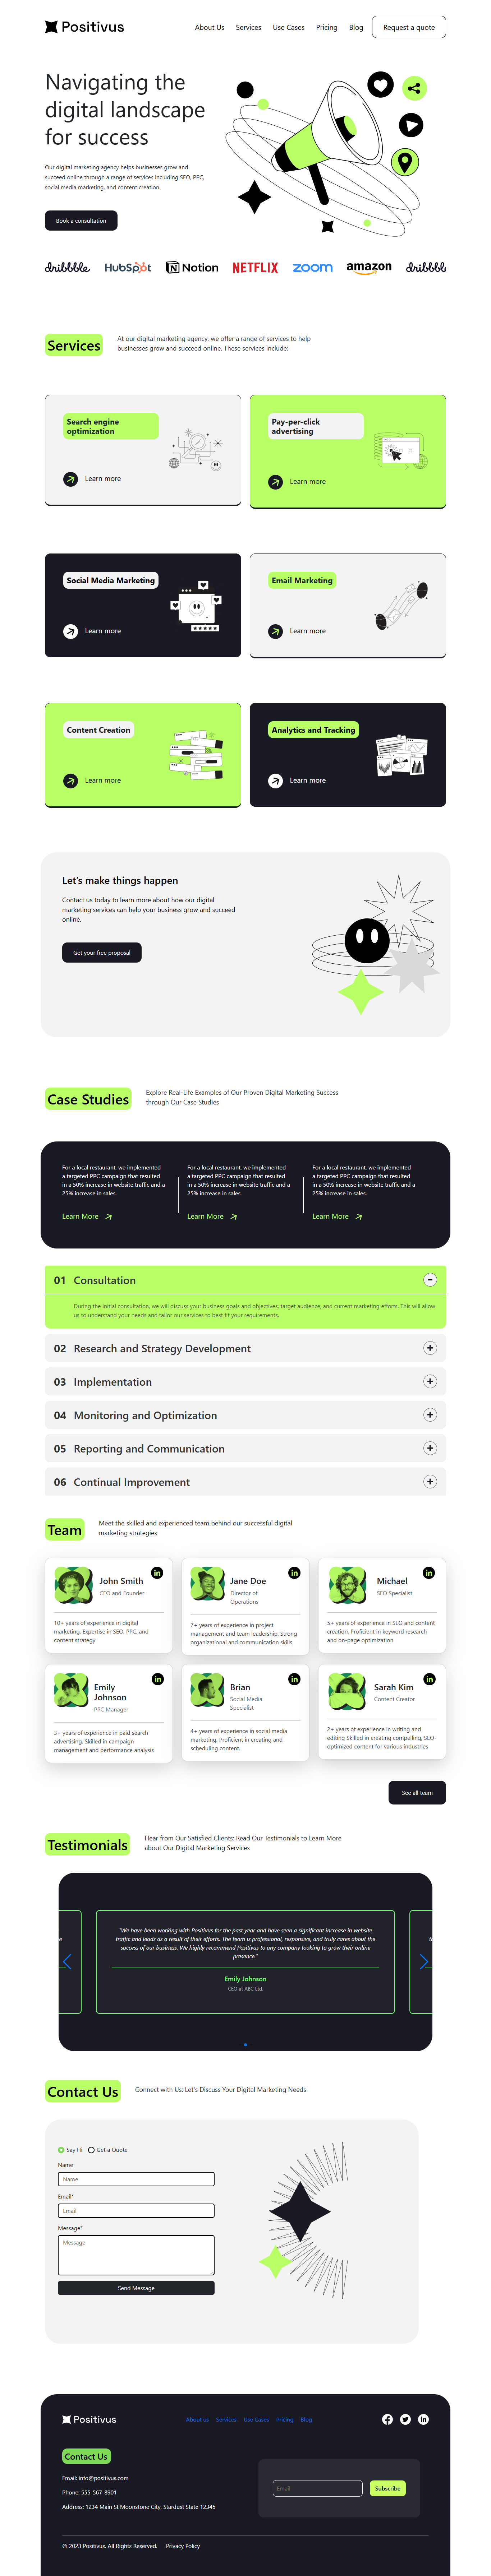 Positivus
About Us Services Use Cases Pricing Blog Request a quote
Navigating the
digital landscape
for success
Our digital marketing agency helps businesses grow and
succeed online through a range of services including SEO, PPC,
social media marketing, and content creation.
Book a consultation
dribbble HubSpot Notion NETFLIX zoom amazon dribbble
Services
At our digital marketing agency, we offer a range of services to help
businesses grow and succeed online. These services include:
Search engine
optimization
Learn more
Pay-per-click
advertising
Learn more
Social Media Marketing
Learn more
Email Marketing
Learn more
Content Creation
Learn more
Analytics and Tracking
Learn more
Let's make things happen
Contact us today to learn more about how our digital
marketing services can help your business grow and succeed
online.
Get your free proposal
Case Studies
Explore Real-Life Examples of Our Proven Digital Marketing Success
through Our Case Studies
For a local restaurant, we implemented
a targeted PPC campaign that resulted
in a 50% increase in website traffic and a
25% increase in sales.
Learn More
For a local restaurant, we implemented
a targeted PPC campaign that resulted
in a 50% increase in website traffic and a
25% increase in sales.
Learn More
For a local restaurant, we implemented
a targeted PPC campaign that resulted
in a 50% increase in website traffic and a
25% increase in sales.
Learn More
01 Consultation
During the initial consultation, we will discuss your business goals and objectives, target audience, and current marketing efforts. This will allow
us to understand your needs and tailor our services to best fit your requirements.
02 Research and Strategy Development
03 Implementation
04 Monitoring and Optimization
05 Reporting and Communication
06 Continual Improvement
Team
Meet the skilled and experienced team behind our successful digital
marketing strategies
John Smith
CEO and Founder
10+ years of experience in digital
marketing. Expertise in SEO, PPC, and
content strategy
Jane Doe
Director of
Operations
7+ years of experience in project
management and team leadership. Strong
organizational and communication skills
Michael
SEO Specialist
5+ years of experience in SEO and content
creation. Proficient in keyword research
and on-page optimization
Emily
Johnson
PPC Manager
3+ years of experience in paid search
advertising. Skilled in campaign
management and performance analysis
Brian
Social Media
Specialist
4+ years of experience in social media
marketing. Proficient in creating and
scheduling content.
Sarah Kim
Content Creator
2+ years of experience in writing and
editing Skilled in creating compelling, SEO-
optimized content for various industries
See all team
Testimonials
Hear from Our Satisfied Clients: Read Our Testimonials to Learn More
about Our Digital Marketing Services
"We have been working with Positivus for the past year and have seen a significant increase in website
traffic and leads as a result of their efforts. The team is professional, responsive, and truly cares about the
success of our business. We highly recommend Positivus to any company looking to grow their online
presence."
Emily Johnson
CEO at ABC Ltd.
Contact Us
Connect with Us: Let's Discuss Your Digital Marketing Needs
Say Hi Get a Quote
Name
Name
Email*
Email
Message*
Message
Send Message
Positivus
About us Services Use Cases Pricing Blog
Contact Us
Email: info@positivus.com
Phone: 555-567-8901
Address: 1234 Main St Moonstone City, Stardust State 12345
Email
Subscribe
© 2023 Positivus. All Rights Reserved. Privacy Policy